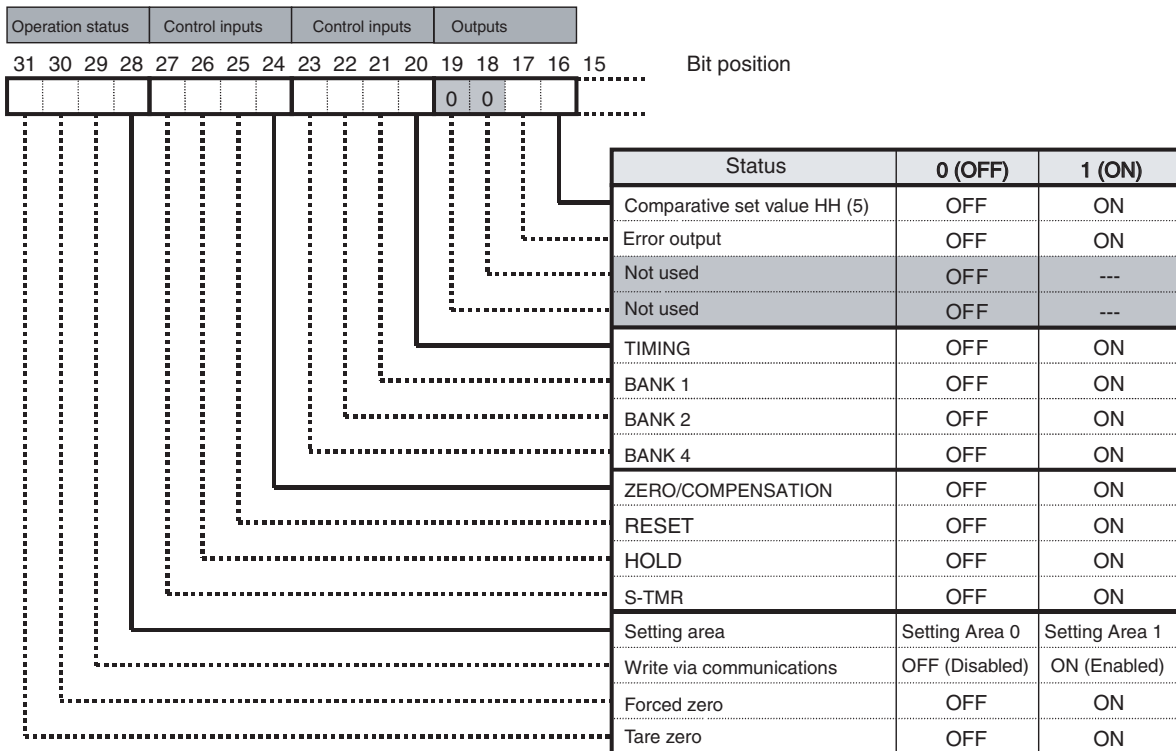 Operation status Control inputs Control inputs Outputs
31 30 29 28 27 26 25 24 23 22 21 20 19 18 17 16 15 Bit position
0 0
Status 0 (OFF) 1 (ON)
Comparative set value HH (5) OFF ON
Error output OFF ON
Not used OFF ---
Not used OFF ---
TIMING OFF ON
BANK 1 OFF ON
BANK 2 OFF ON
BANK 4 OFF ON
ZERO/COMPENSATION OFF ON
RESET OFF ON
HOLD OFF ON
S-TMR OFF ON
Setting area Setting Area 0 Setting Area 1
Write via communications OFF (Disabled) ON (Enabled)
Forced zero OFF ON
Tare zero OFF ON